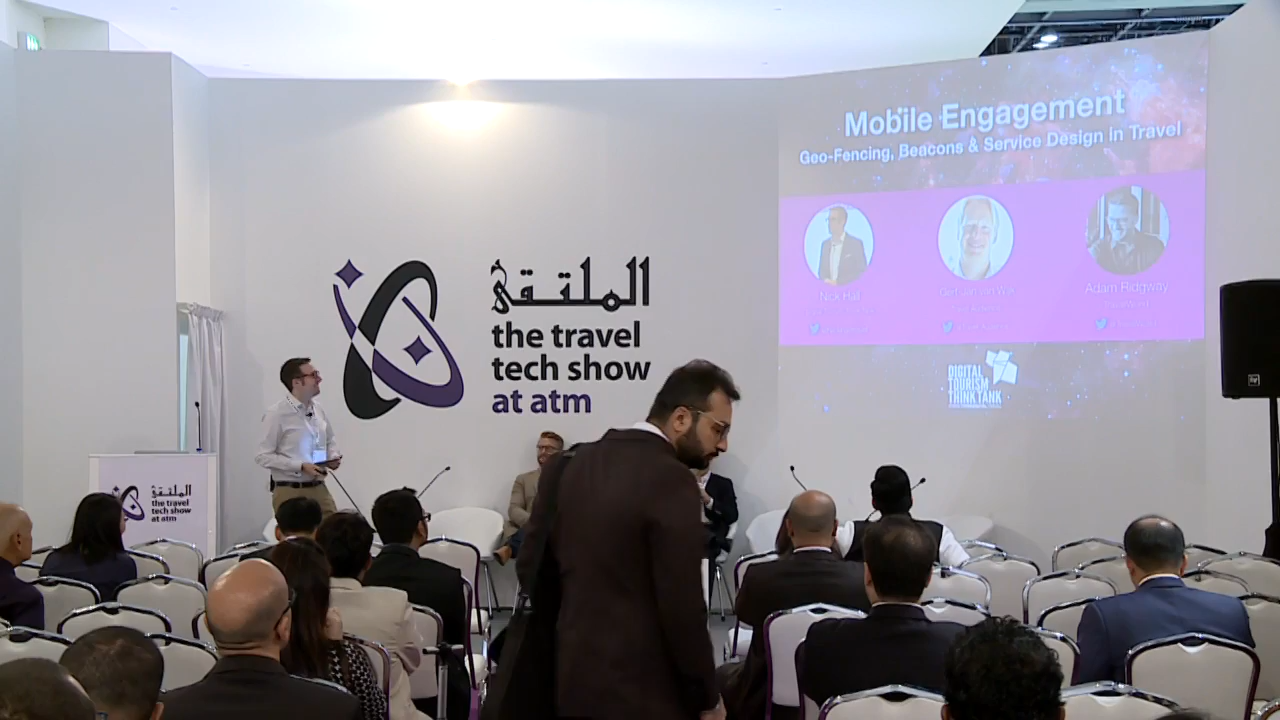 Mobile Engagement
Geo-Fencing, Beacons & Service Design in Travel
Adam Ridgway
DIGITAL
TOURISM
THINK TANK
الملتقى
the travel
tech show
at atm
الملتقى
the travel
tech show
at atm